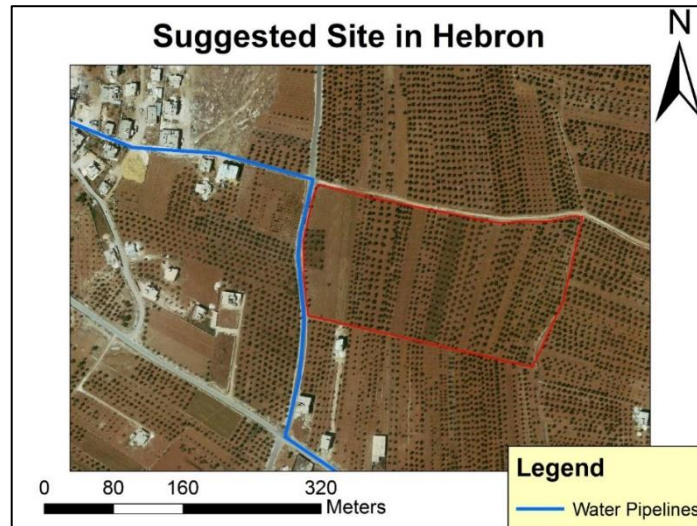 Suggested Site in Hebron
N
0 80 160 320
Meters
Legend
Water Pipelines